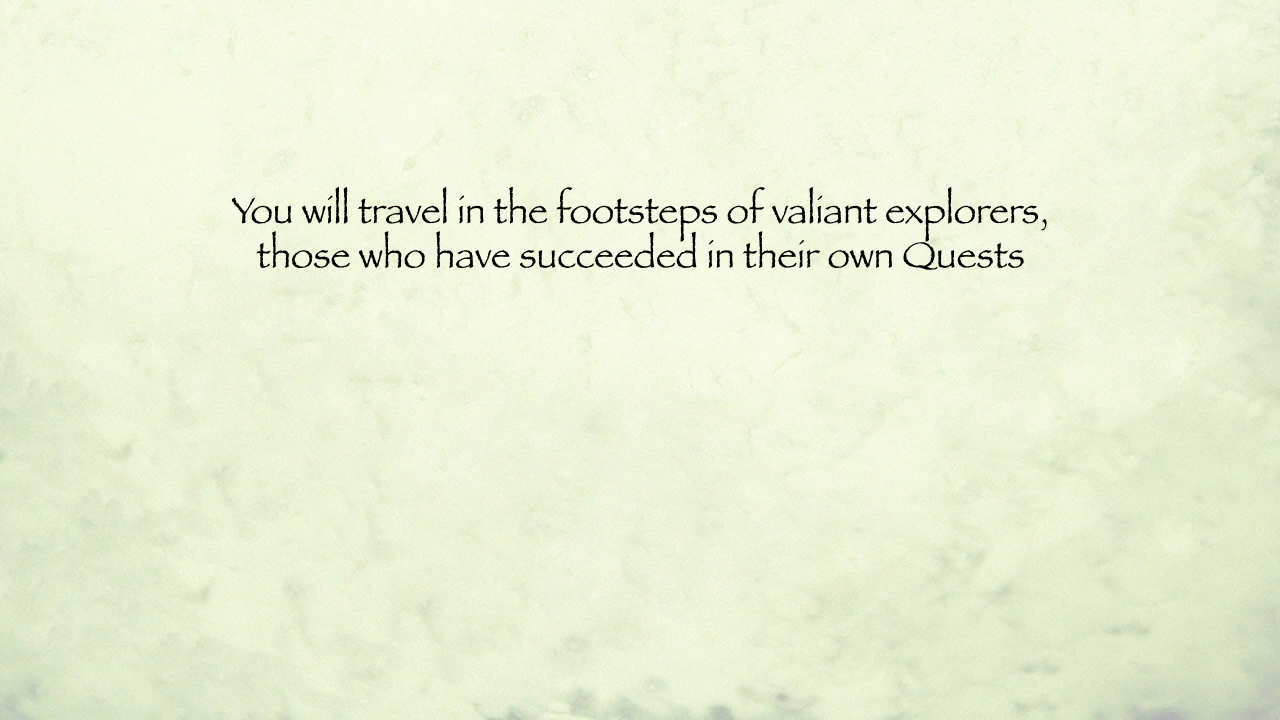 You will travel in the footsteps of valiant explorers,
those who have succeeded in their own Quests